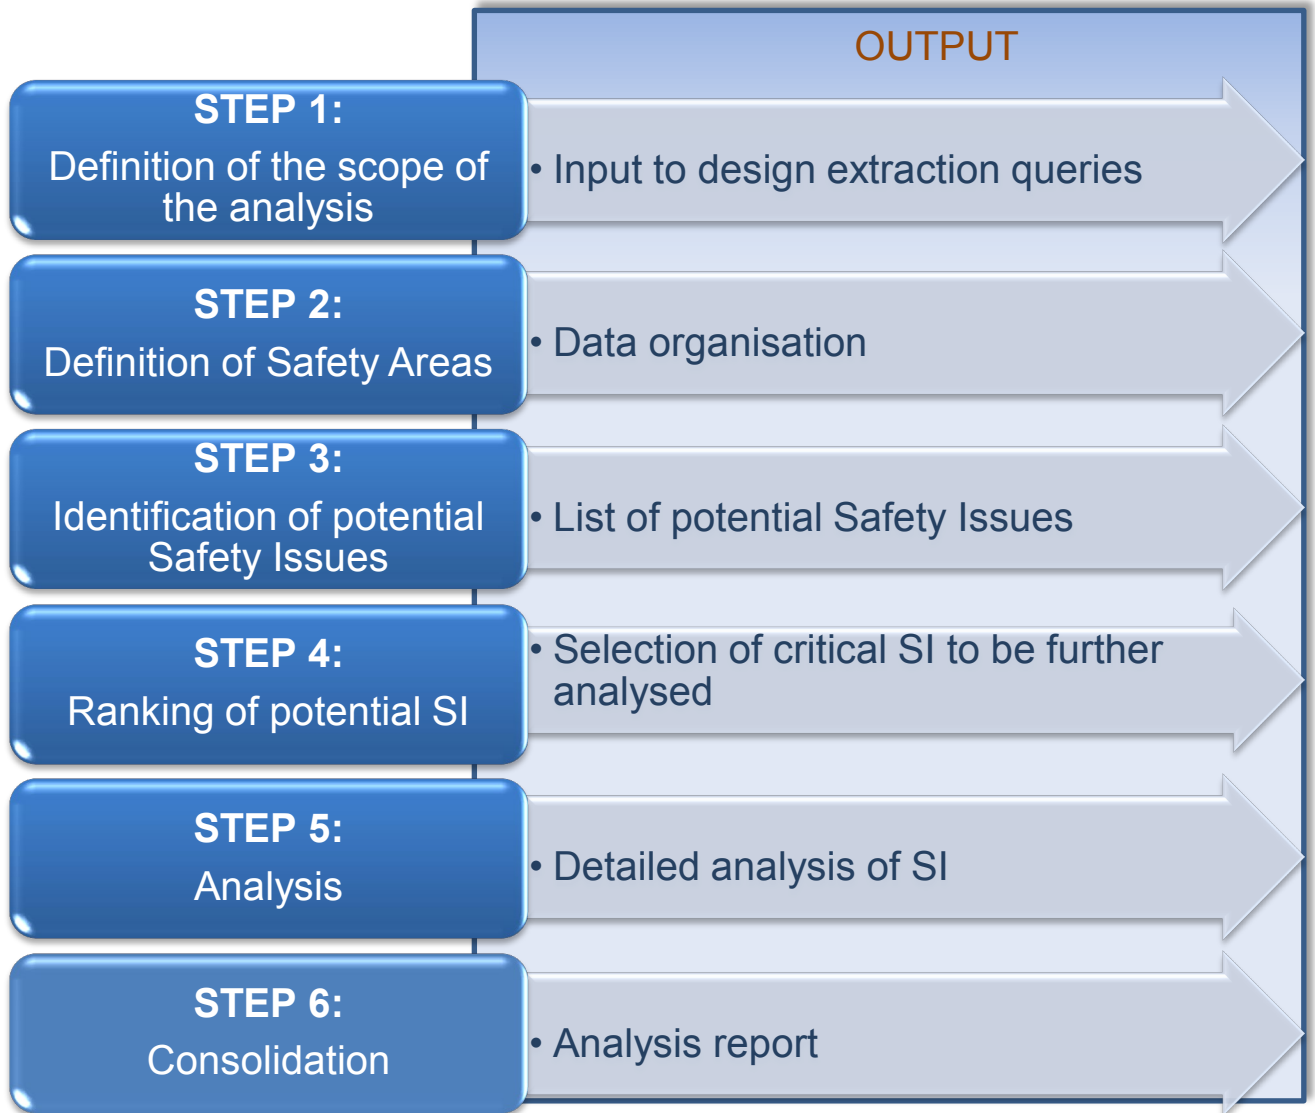 OUTPUT
STEP 1:
Definition of the scope of
the analysis
• Input to design extraction queries
STEP 2:
Definition of Safety Areas
• Data organisation
STEP 3:
Identification of potential
Safety Issues
• List of potential Safety Issues
STEP 4:
Ranking of potential SI
• Selection of critical SI to be further
analysed
STEP 5:
Analysis
• Detailed analysis of SI
STEP 6:
Consolidation
• Analysis report